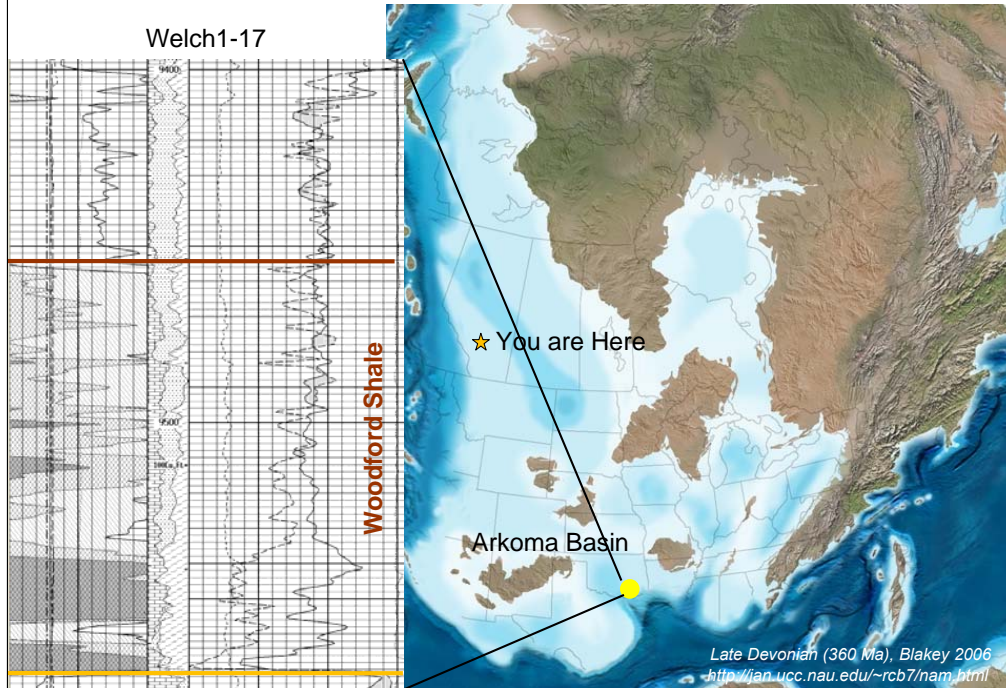 Welch1-17
9400
9500
Woodford Shale
You are Here
Arkoma Basin
Late Devonian (360 Ma), Blakey 2006
http://jan.ucc.nau.edu/~rcb7/nam.html